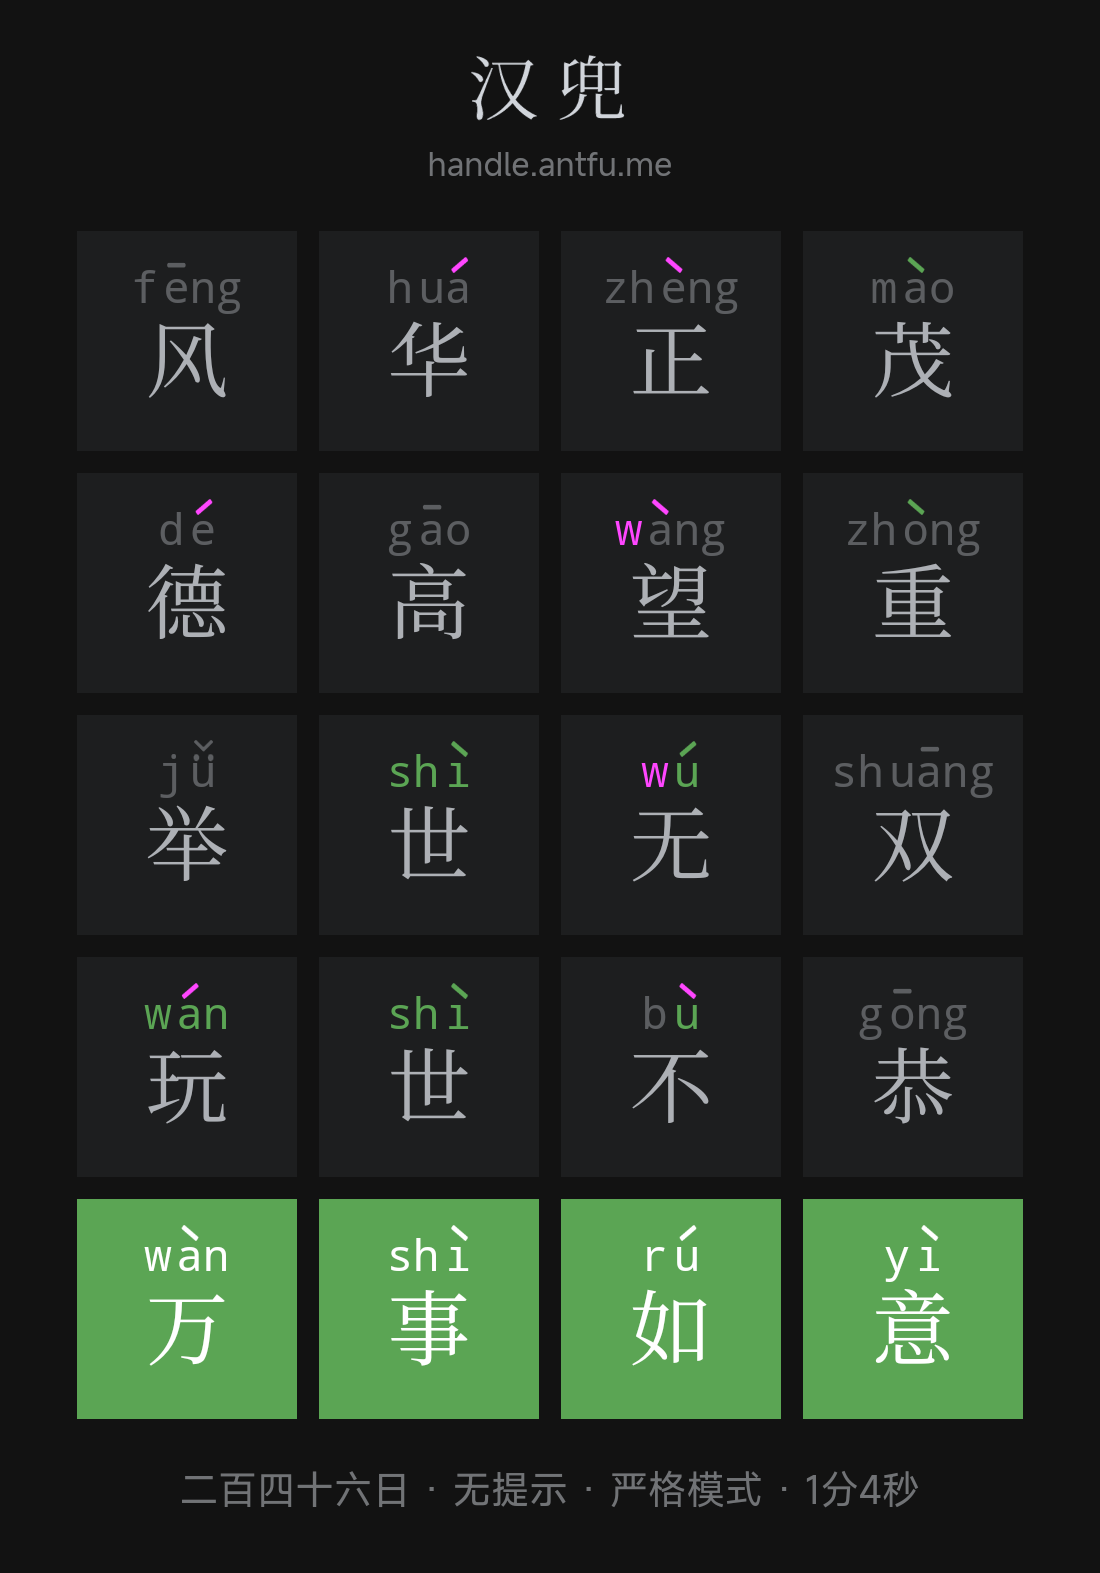 汉兜
handle.antfu.me
fēng huá zhèng mào
风 华 正 茂
dé gāo wàng zhòng
德 高 望 重
jǚ shì wú shuāng
举 世 无 双
wán shì bù gōng
玩 世 不 恭
wàn shì rú yì
万 事 如 意
二百四十六日 · 无提示 · 严格模式 · 1分4秒